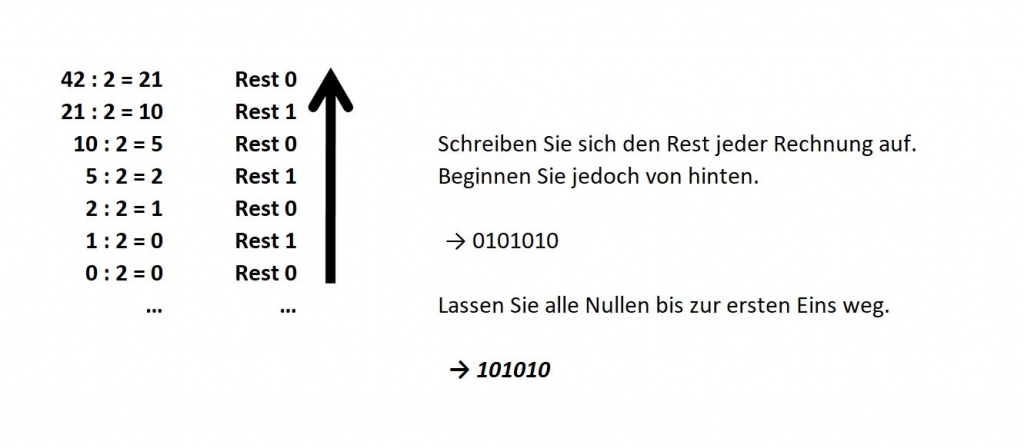 42 : 2 = 21 Rest 0
21 : 2 = 10 Rest 1
10 : 2 = 5 Rest 0
5 : 2 = 2 Rest 1
2 : 2 = 1 Rest 0
1 : 2 = 0 Rest 1
0 : 2 = 0 Rest 0
... ...
Schreiben Sie sich den Rest jeder Rechnung auf.
Beginnen Sie jedoch von hinten.
→ 0101010
Lassen Sie alle Nullen bis zur ersten Eins weg.
→ 101010